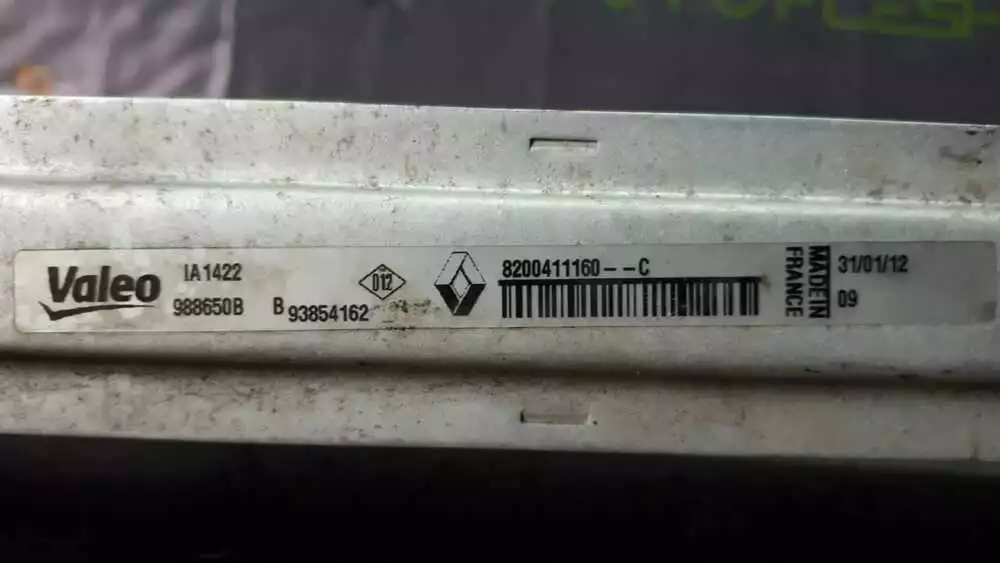 Valeo
IA1422
988650B
B 93854162
D12
8200411160--C
MADE IN
FRANCE
31/01/12
09